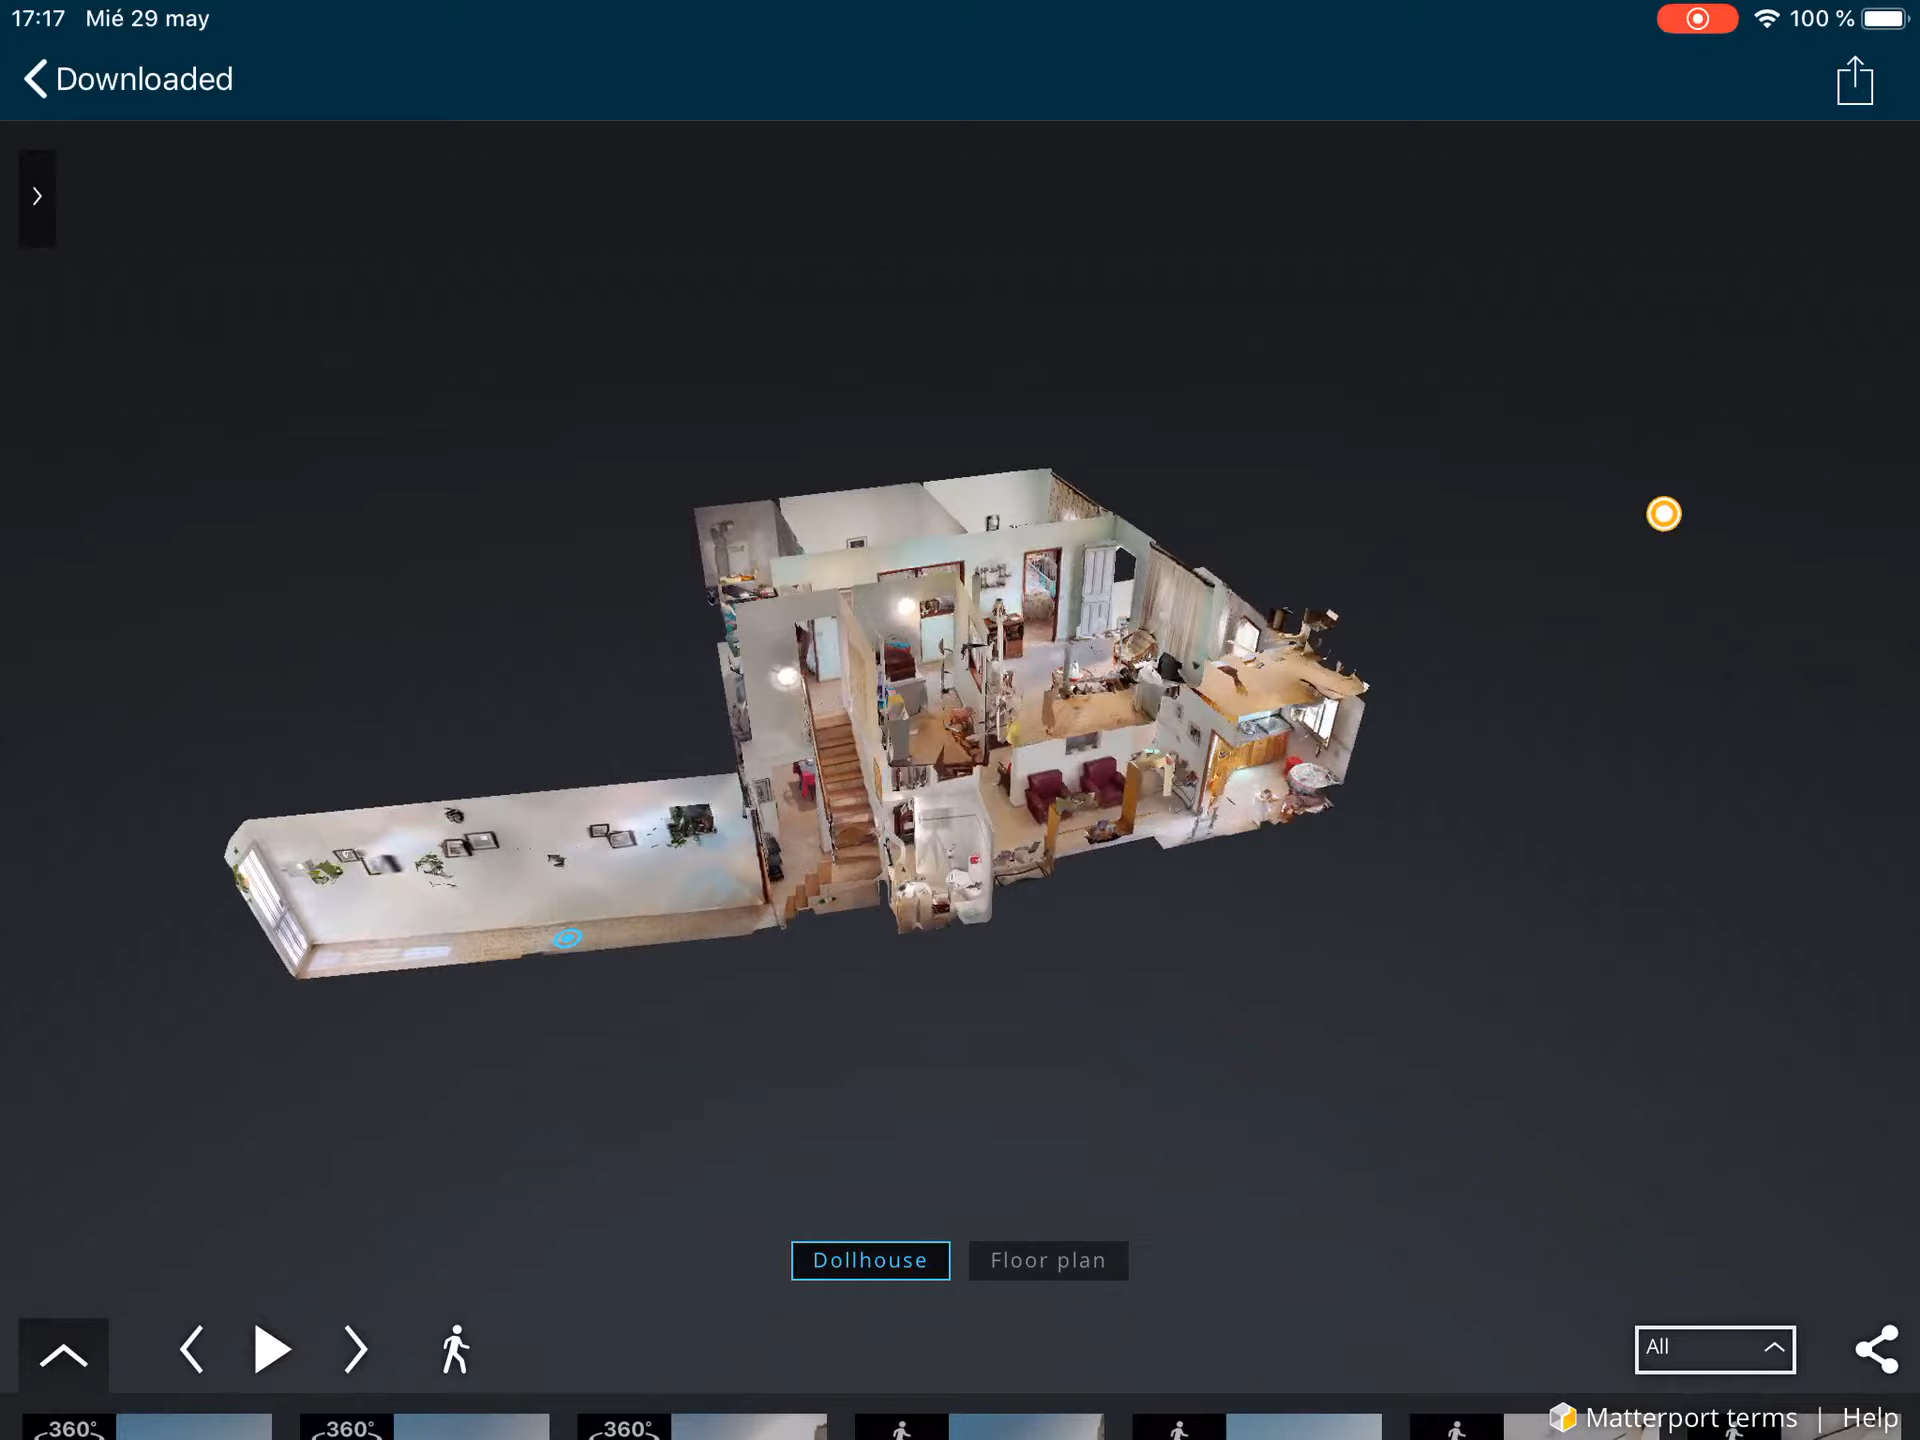 17:17 Mié 29 may 100 %
Downloaded
Dollhouse Floor plan
All
360° 360° 360°
Matterport terms | Help